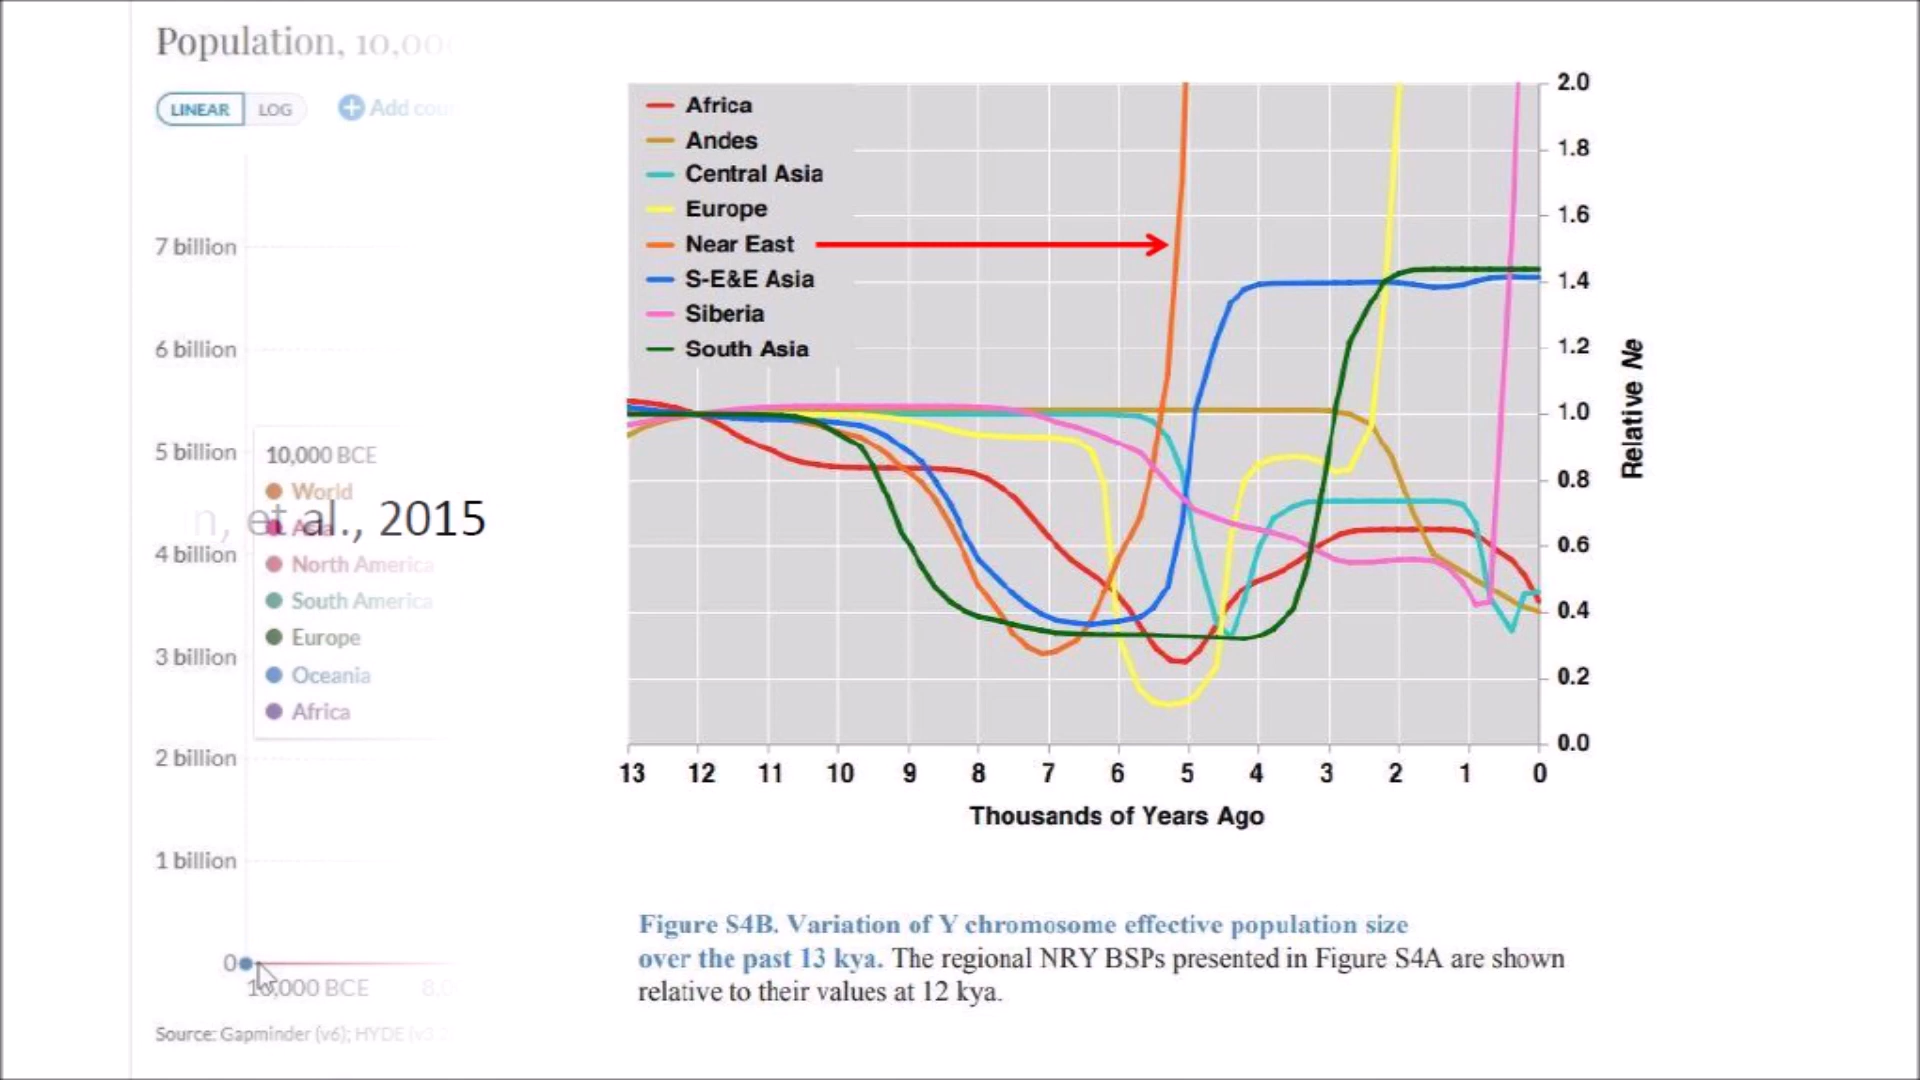 Population, 10,00
LINEAR
LOG
Add cou
7 billion
6 billion
5 billion
4 billion
3 billion
2 billion
1 billion
0
10,000 BCE
World
Asia
North America
South America
Europe
Oceania
Africa
n, et al., 2015
10,000 BCE
8,0
Source: Gapminder (v6); HYDE (v3.2
Africa
Andes
Central Asia
Europe
Near East
S-E&E Asia
Siberia
South Asia
2.0
1.8
1.6
1.4
1.2
1.0
0.8
0.6
0.4
0.2
0.0
Relative Ne
13 12 11 10 9 8 7 6 5 4 3 2 1 0
Thousands of Years Ago
Figure S4B. Variation of Y chromosome effective population size
over the past 13 kya. The regional NRY BSPs presented in Figure S4A are shown
relative to their values at 12 kya.